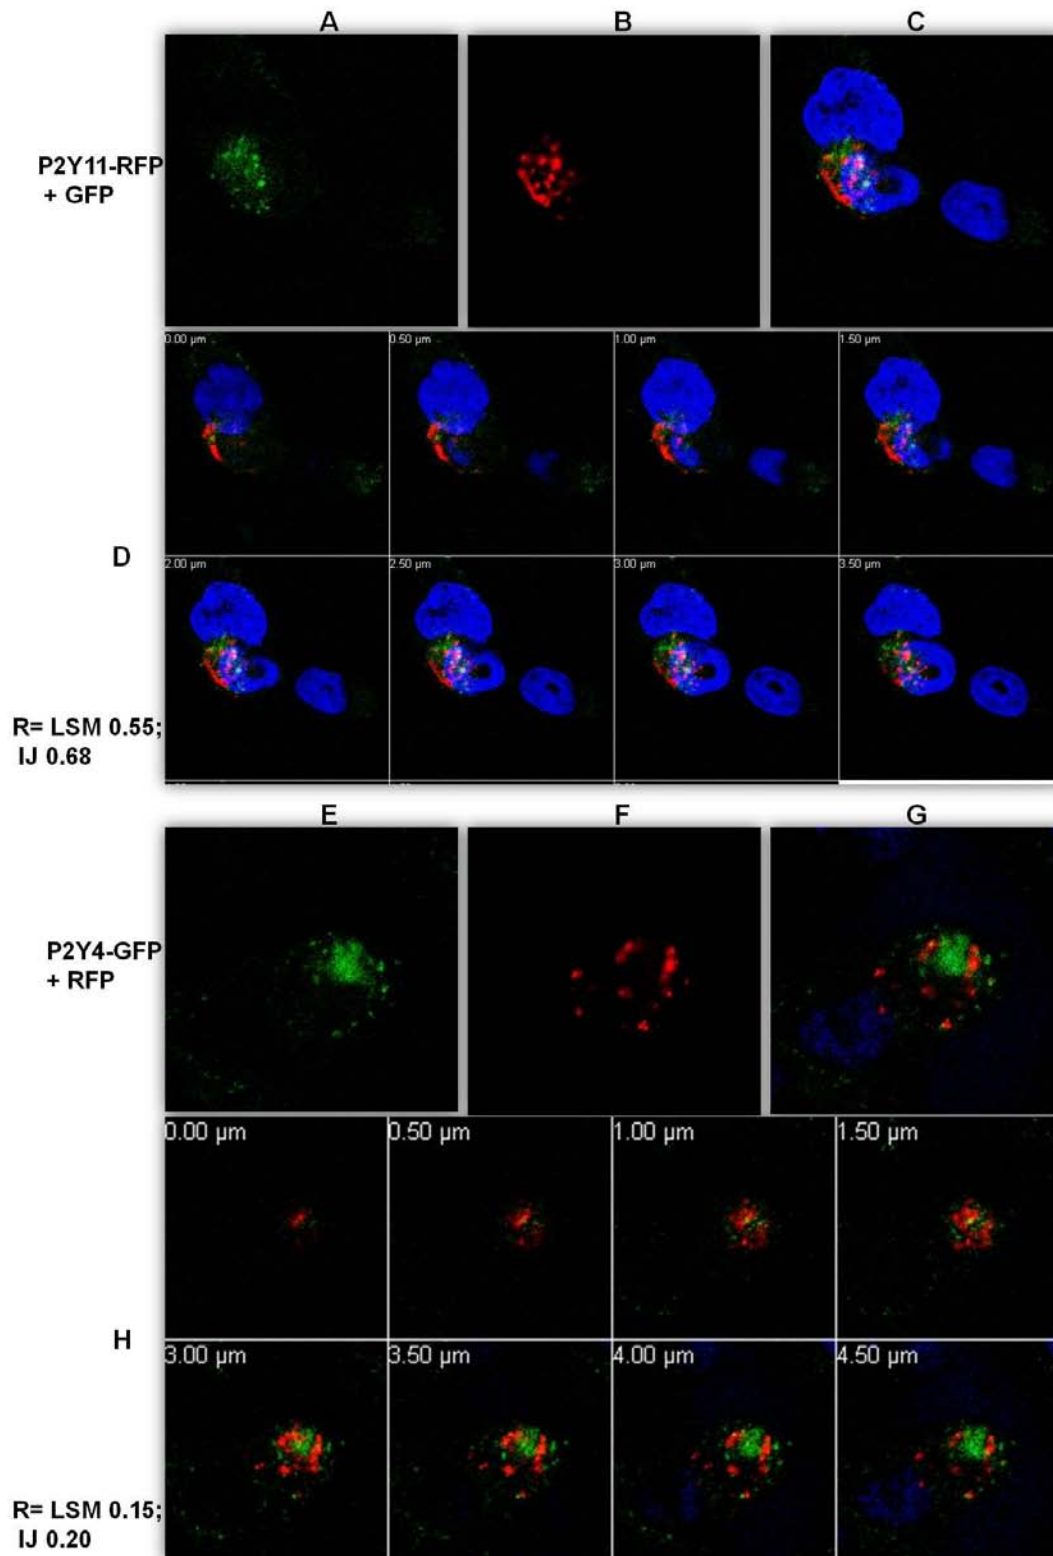 A B C
P2Y11-RFP
+ GFP
0.00 µm 0.50 µm 1.00 µm 1.50 µm
D
2.00 µm 2.50 µm 3.00 µm 3.50 µm
R= LSM 0.55;
IJ 0.68
E F G
P2Y4-GFP
+ RFP
0.00 µm 0.50 µm 1.00 µm 1.50 µm
H
3.00 µm 3.50 µm 4.00 µm 4.50 µm
R= LSM 0.15;
IJ 0.20